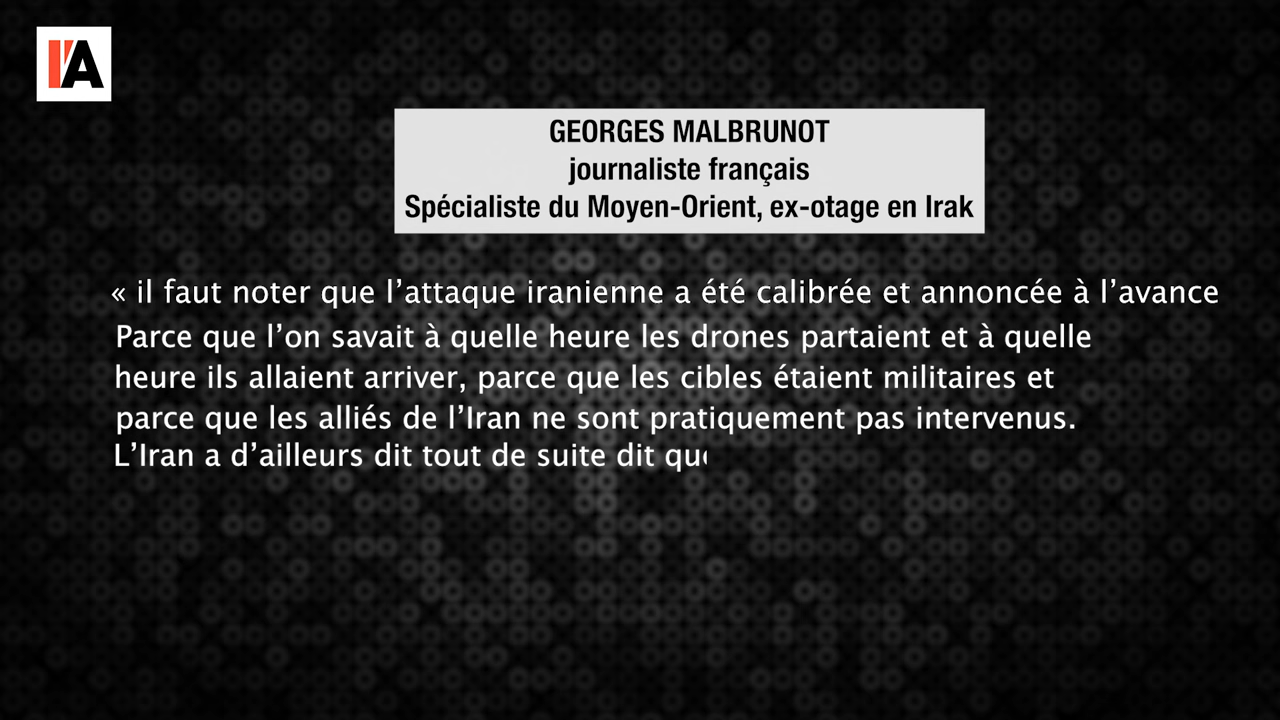 I'A
GEORGES MALBRUNOT
journaliste français
Spécialiste du Moyen-Orient, ex-otage en Irak
« il faut noter que l’attaque iranienne a été calibrée et annoncée à l’avance
Parce que l’on savait à quelle heure les drones partaient et à quelle
heure ils allaient arriver, parce que les cibles étaient militaires et
parce que les alliés de l’Iran ne sont pratiquement pas intervenus.
L’Iran a d’ailleurs dit tout de suite dit que